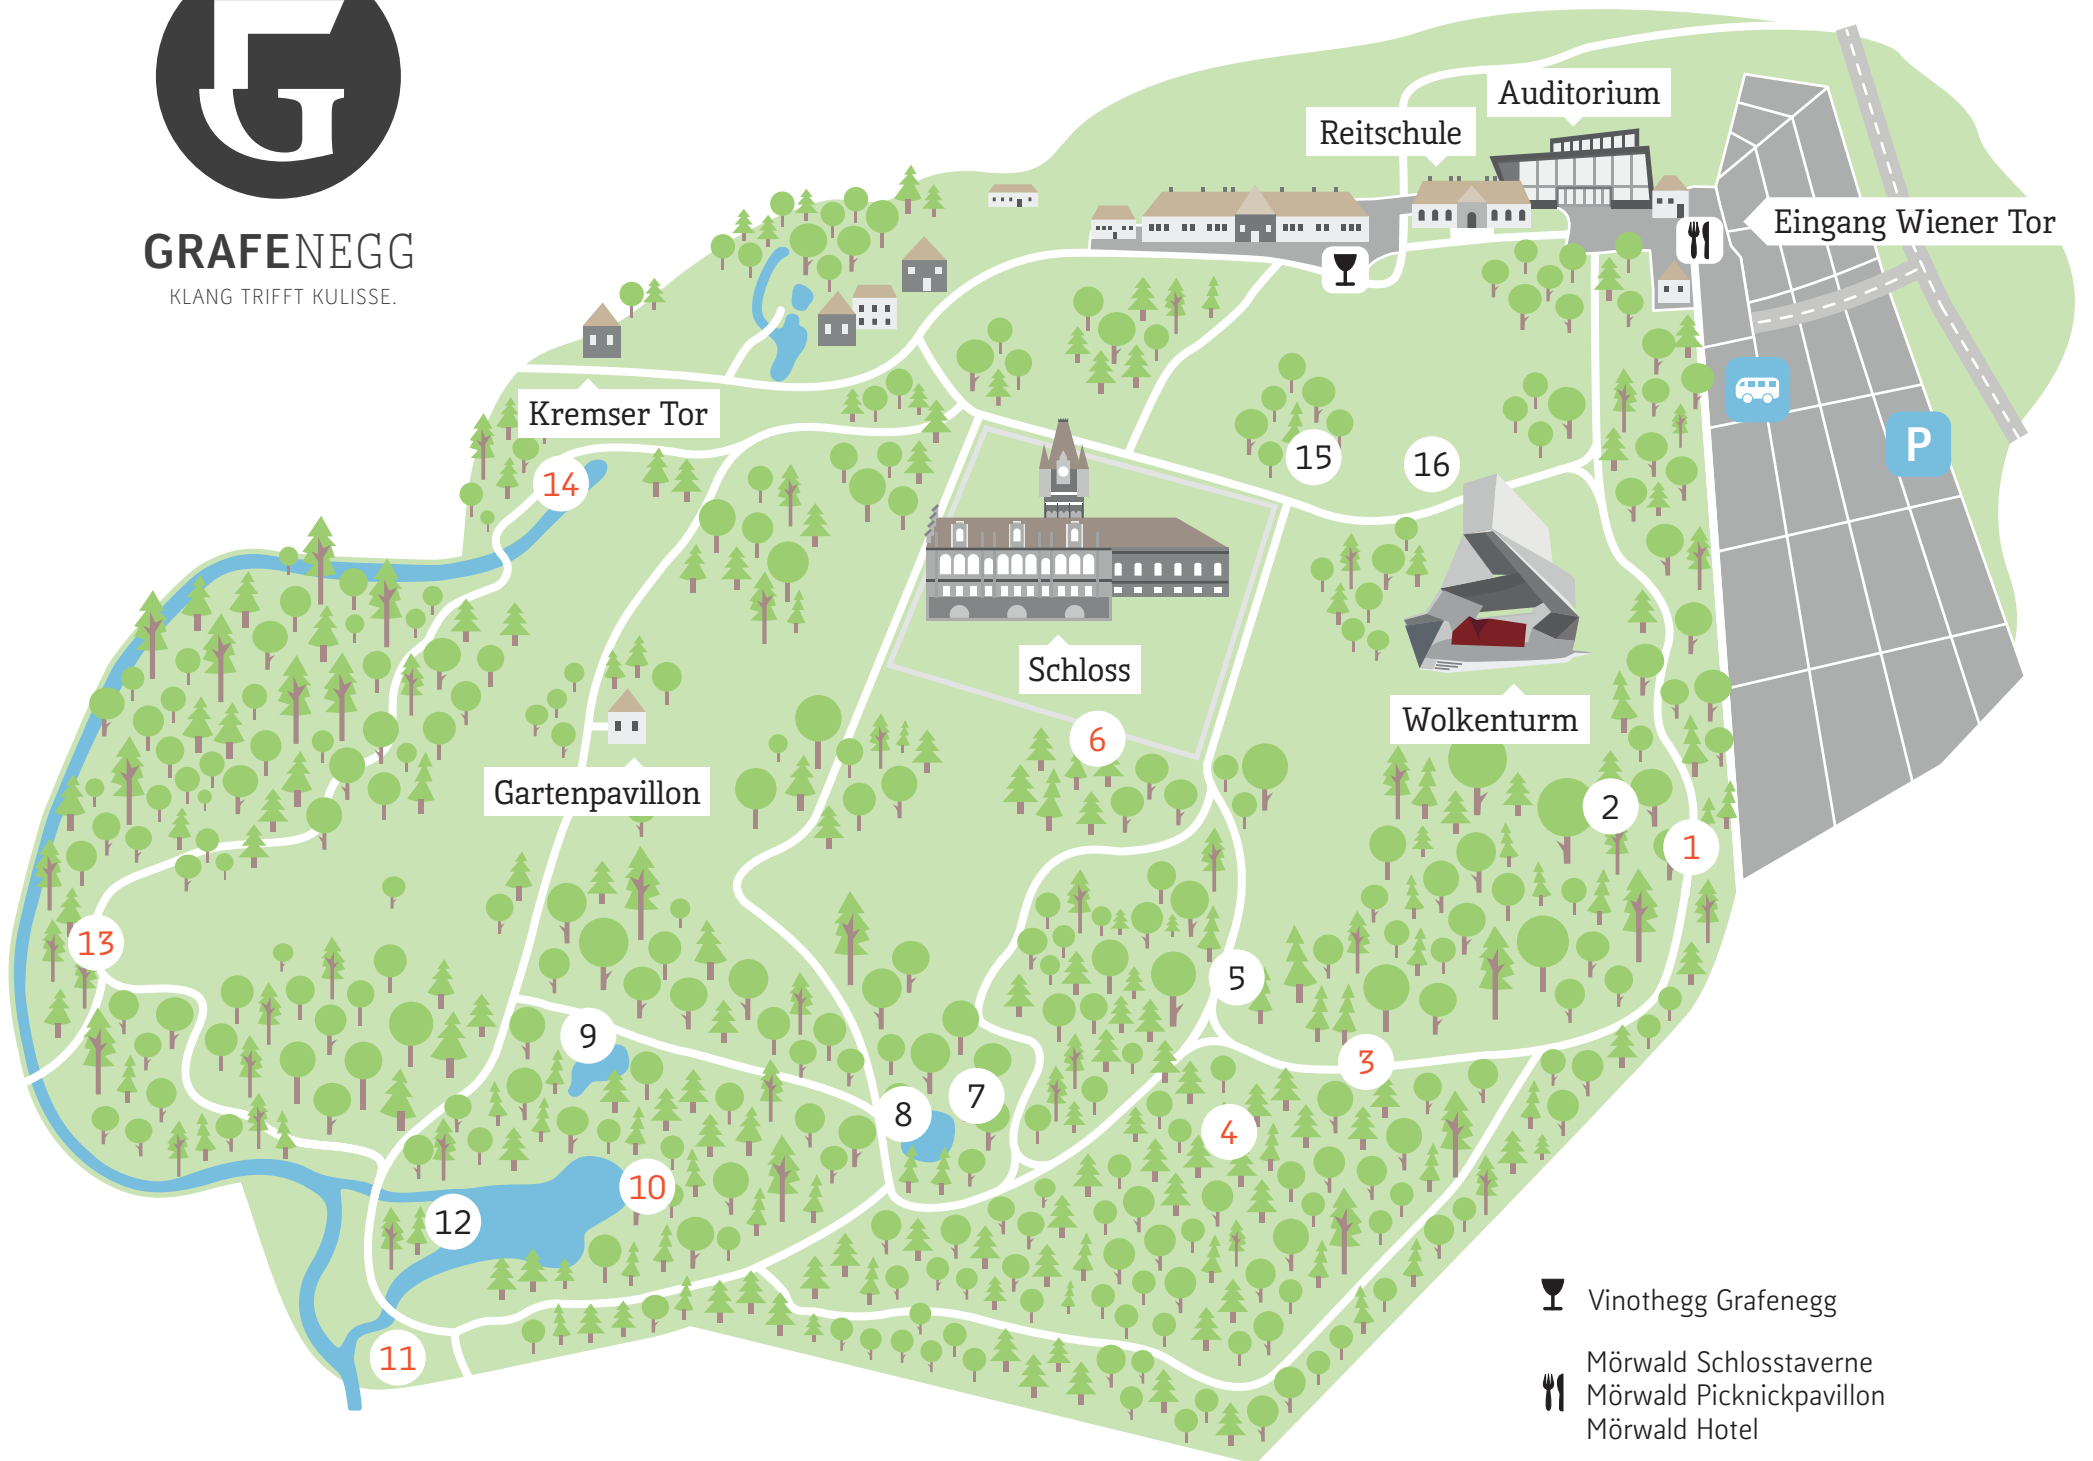 G
GRAFENEGG
KLANG TRIFFT KULISSE.
Auditorium
Reitschule
Eingang Wiener Tor
Kremser Tor
P
15
16
14
Schloss
6
Wolkenturm
Gartenpavillon
2
1
13
5
9
3
7
8
4
10
12
11
Vinothegg Grafenegg
Mörwald Schlosstaverne
Mörwald Picknickpavillon
Mörwald Hotel